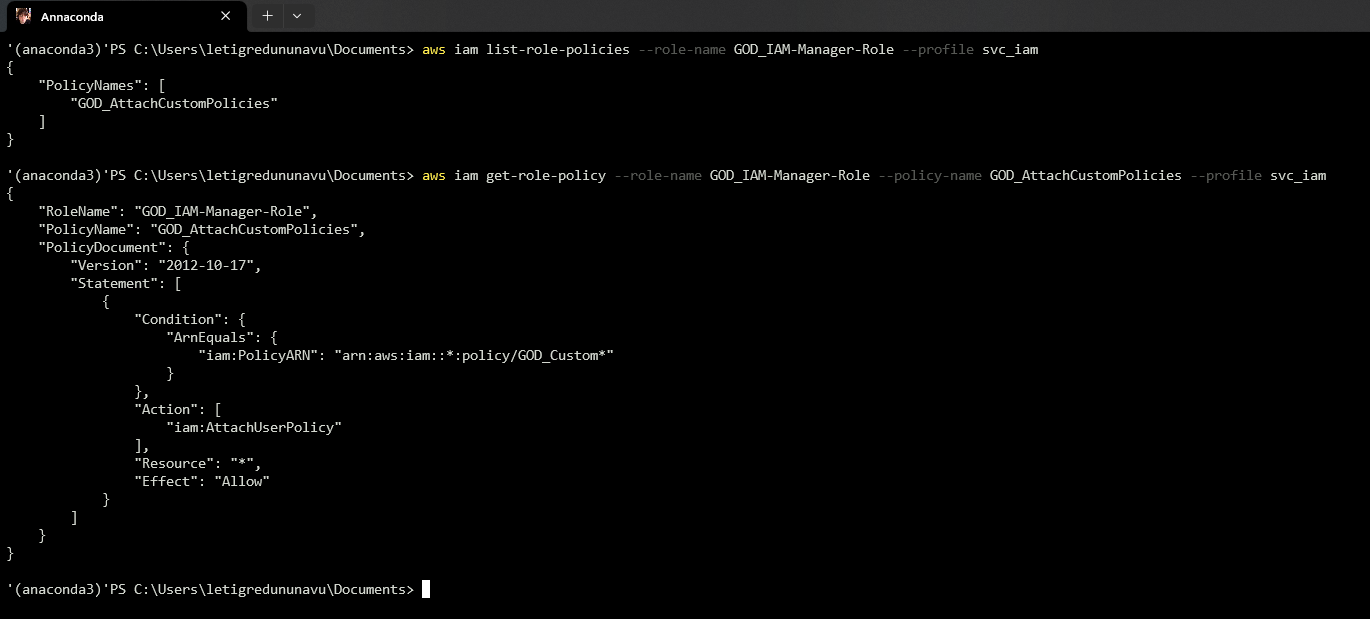 Annaconda
'(anaconda3)'PS C:\Users\letigredununavu\Documents> aws iam list-role-policies --role-name GOD_IAM-Manager-Role --profile svc_iam
{
    "PolicyNames": [
        "GOD_AttachCustomPolicies"
    ]
}
'(anaconda3)'PS C:\Users\letigredununavu\Documents> aws iam get-role-policy --role-name GOD_IAM-Manager-Role --policy-name GOD_AttachCustomPolicies --profile svc_iam
{
    "RoleName": "GOD_IAM-Manager-Role",
    "PolicyName": "GOD_AttachCustomPolicies",
    "PolicyDocument": {
        "Version": "2012-10-17",
        "Statement": [
            {
                "Condition": {
                    "ArnEquals": {
                        "iam:PolicyARN": "arn:aws:iam::*:policy/GOD_Custom*"
                    }
                },
                "Action": [
                    "iam:AttachUserPolicy"
                ],
                "Resource": "*",
                "Effect": "Allow"
            }
        ]
    }
}
'(anaconda3)'PS C:\Users\letigredununavu\Documents>